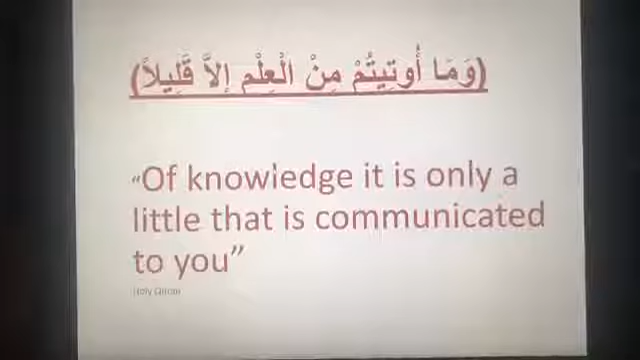 (وَمَا أُوتِيتُمْ مِنْ الْعِلْمِ إِلاَّ قَلِيلاً)
“Of knowledge it is only a
little that is communicated
to you”
Holy Quran